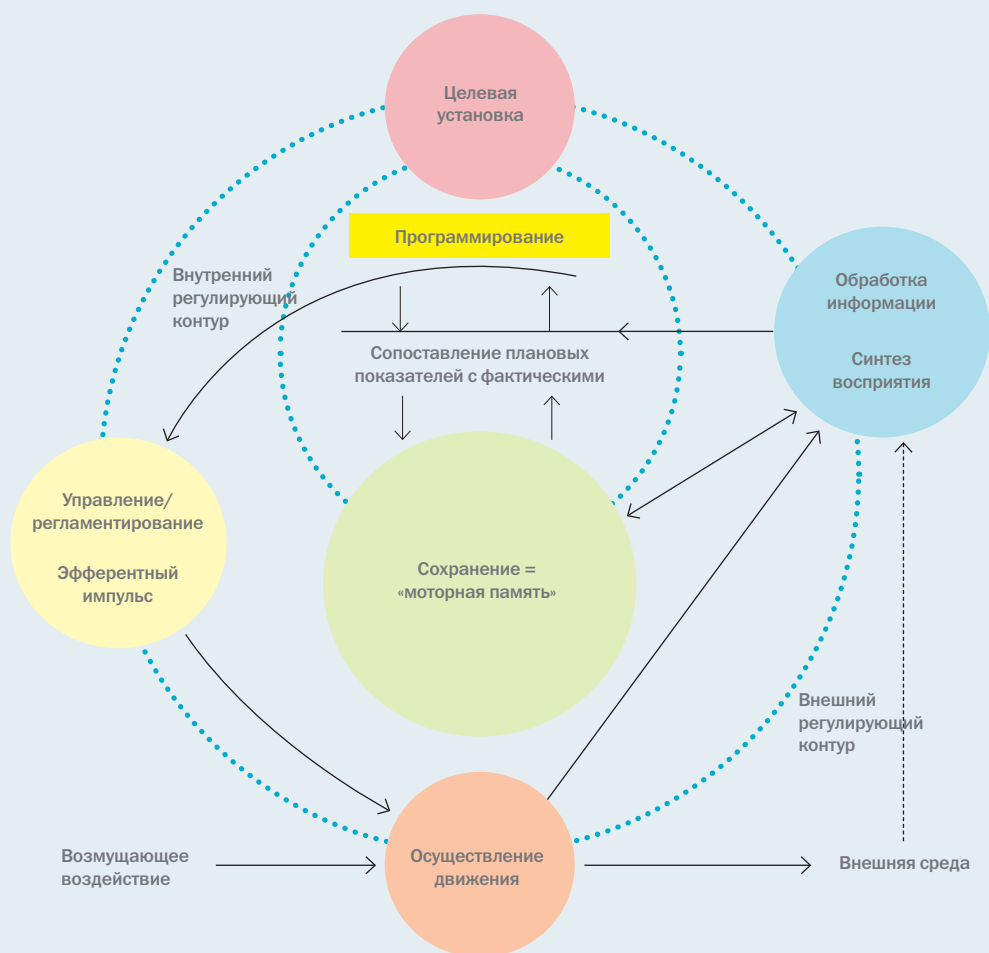 Целевая
установка
Программирование
Внутренний
регулирующий
контур
Обработка
информации
Синтез
восприятия
Сопоставление плановых
показателей с фактическими
Управление/
регламентирование
Эфферентный
импульс
Сохранение =
«моторная память»
Внешний
регулирующий
контур
Возмущающее
воздействие
Осуществление
движения
Внешняя среда